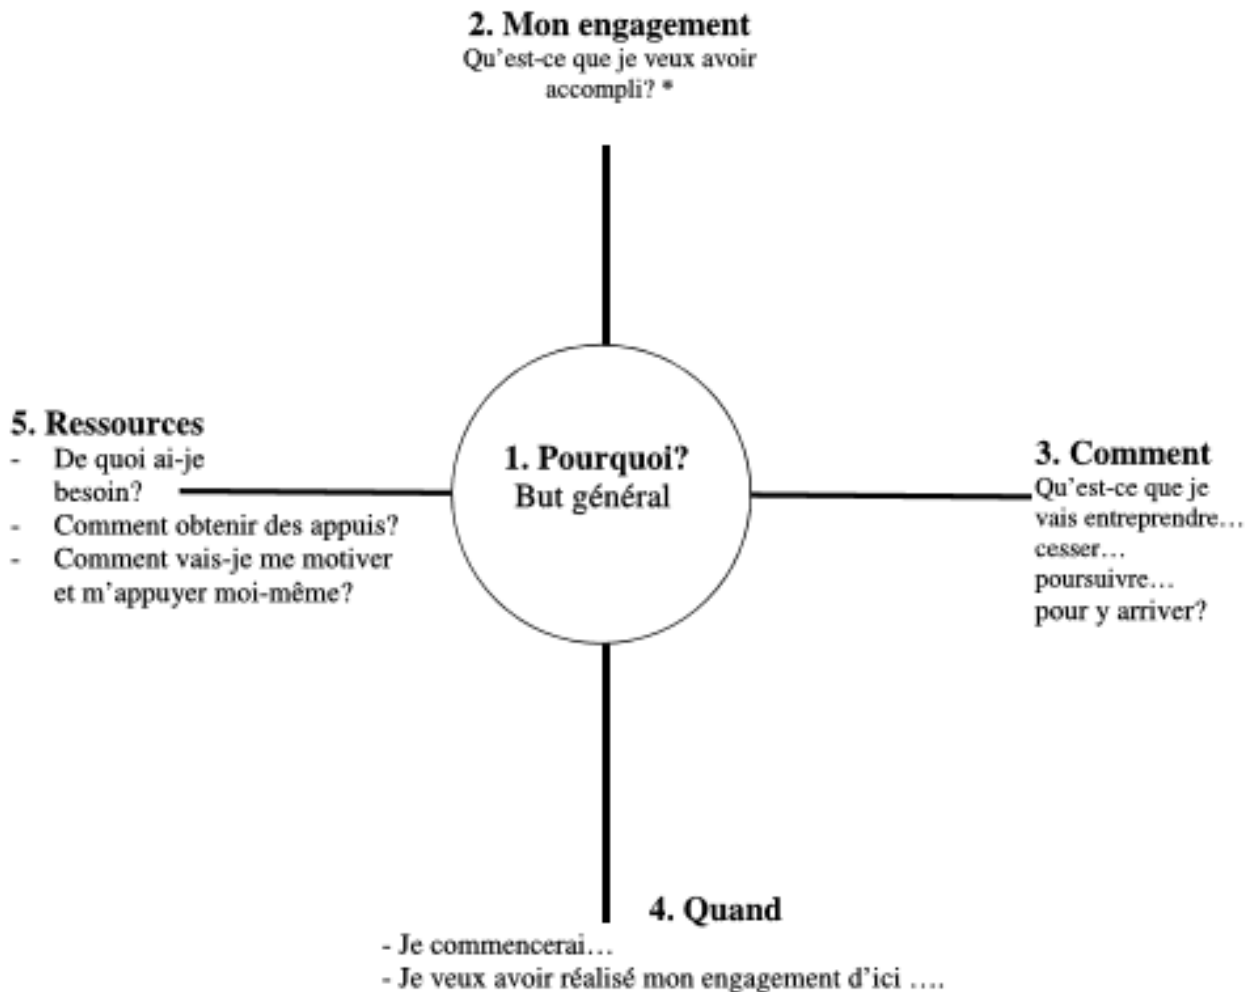 2. Mon engagement
Qu'est-ce que je veux avoir
accompli? *
1. Pourquoi?
But général
3. Comment
Qu'est-ce que je
vais entreprendre…
cesser…
poursuivre…
pour y arriver?
4. Quand
- Je commencerai…
- Je veux avoir réalisé mon engagement d'ici ….
5. Ressources
- De quoi ai-je
besoin?
- Comment obtenir des appuis?
- Comment vais-je me motiver
et m'appuyer moi-même?